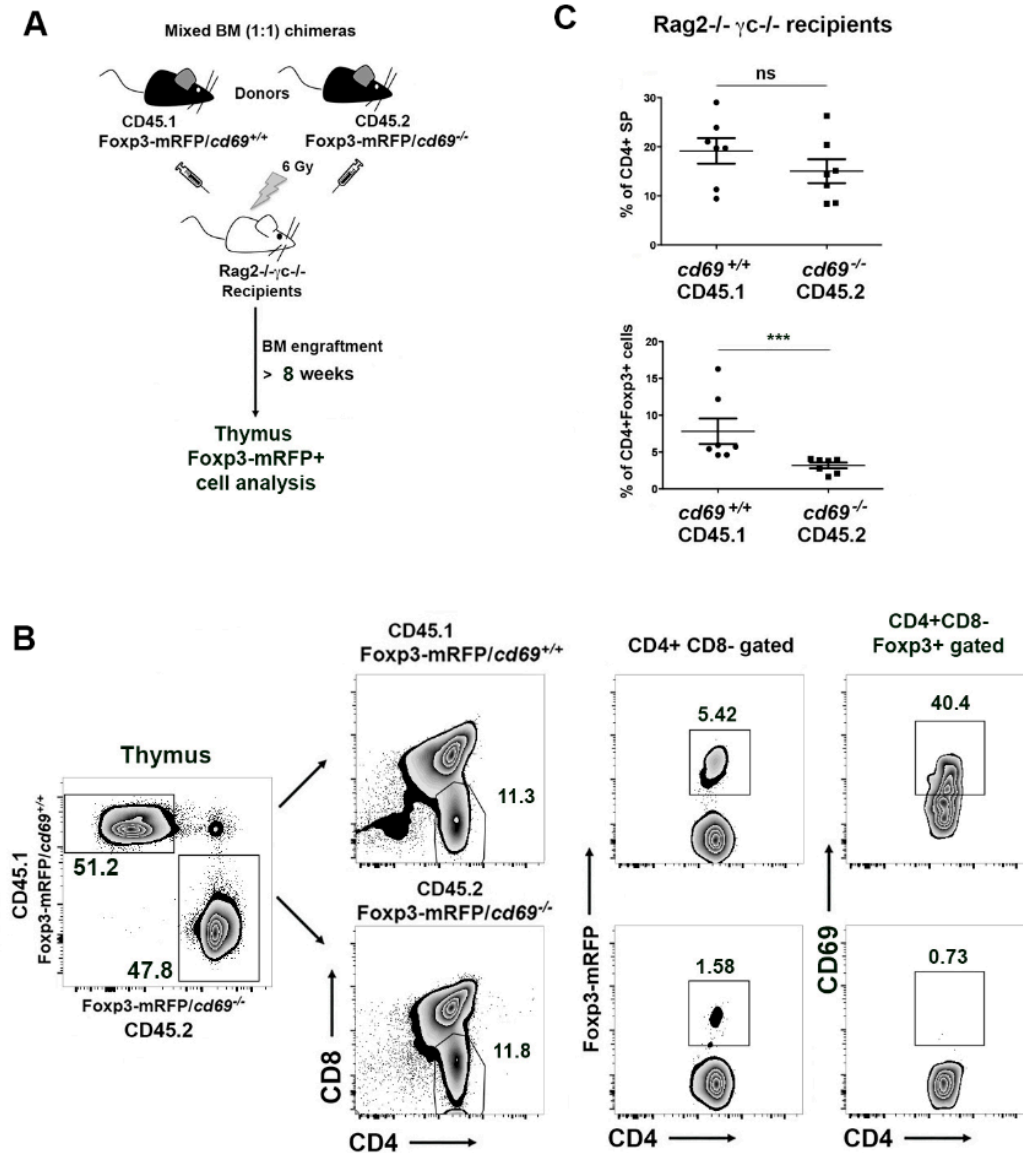 A
Mixed BM (1:1) chimeras
Donors
CD45.1
Foxp3-mRFP/cd69+/+
CD45.2
Foxp3-mRFP/cd69-/-
6 Gy
Rag2-/-γc-/-
Recipients
BM engraftment
> 8 weeks
Thymus
Foxp3-mRFP+
cell analysis
C
Rag2-/- γc-/- recipients
ns
% of CD4+ SP
30
20
10
0
cd69 +/+
CD45.1
cd69 -/-
CD45.2
***
% of CD4+Foxp3+ cells
20
15
10
5
0
cd69 +/+
CD45.1
cd69 -/-
CD45.2
B
Thymus
CD45.1
Foxp3-mRFP/cd69+/+
51.2
47.8
Foxp3-mRFP/cd69-/-
CD45.2
CD45.1
Foxp3-mRFP/cd69+/+
11.3
CD45.2
Foxp3-mRFP/cd69-/-
11.8
CD8
CD4
CD4+ CD8- gated
5.42
1.58
Foxp3-mRFP
CD4
CD4+CD8-
Foxp3+ gated
40.4
0.73
CD69
CD4